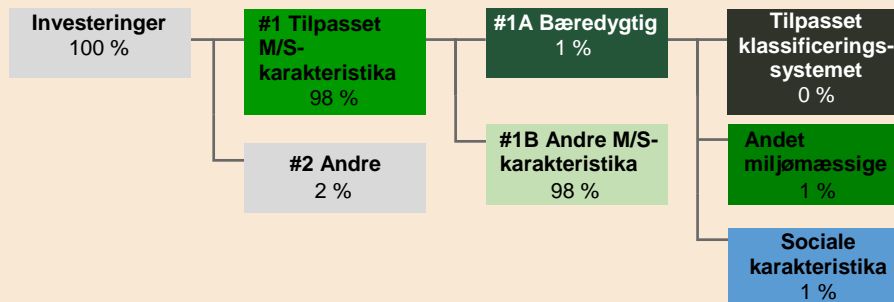 Investeringer
100 %
#1 Tilpasset
M/S-
karakteristika
98 %
#2 Andre
2 %
#1A Bæredygtig
1 %
#1B Andre M/S-
karakteristika
98 %
Tilpasset
klassificerings-
systemet
0 %
Andet
miljømæssige
1 %
Sociale
karakteristika
1 %